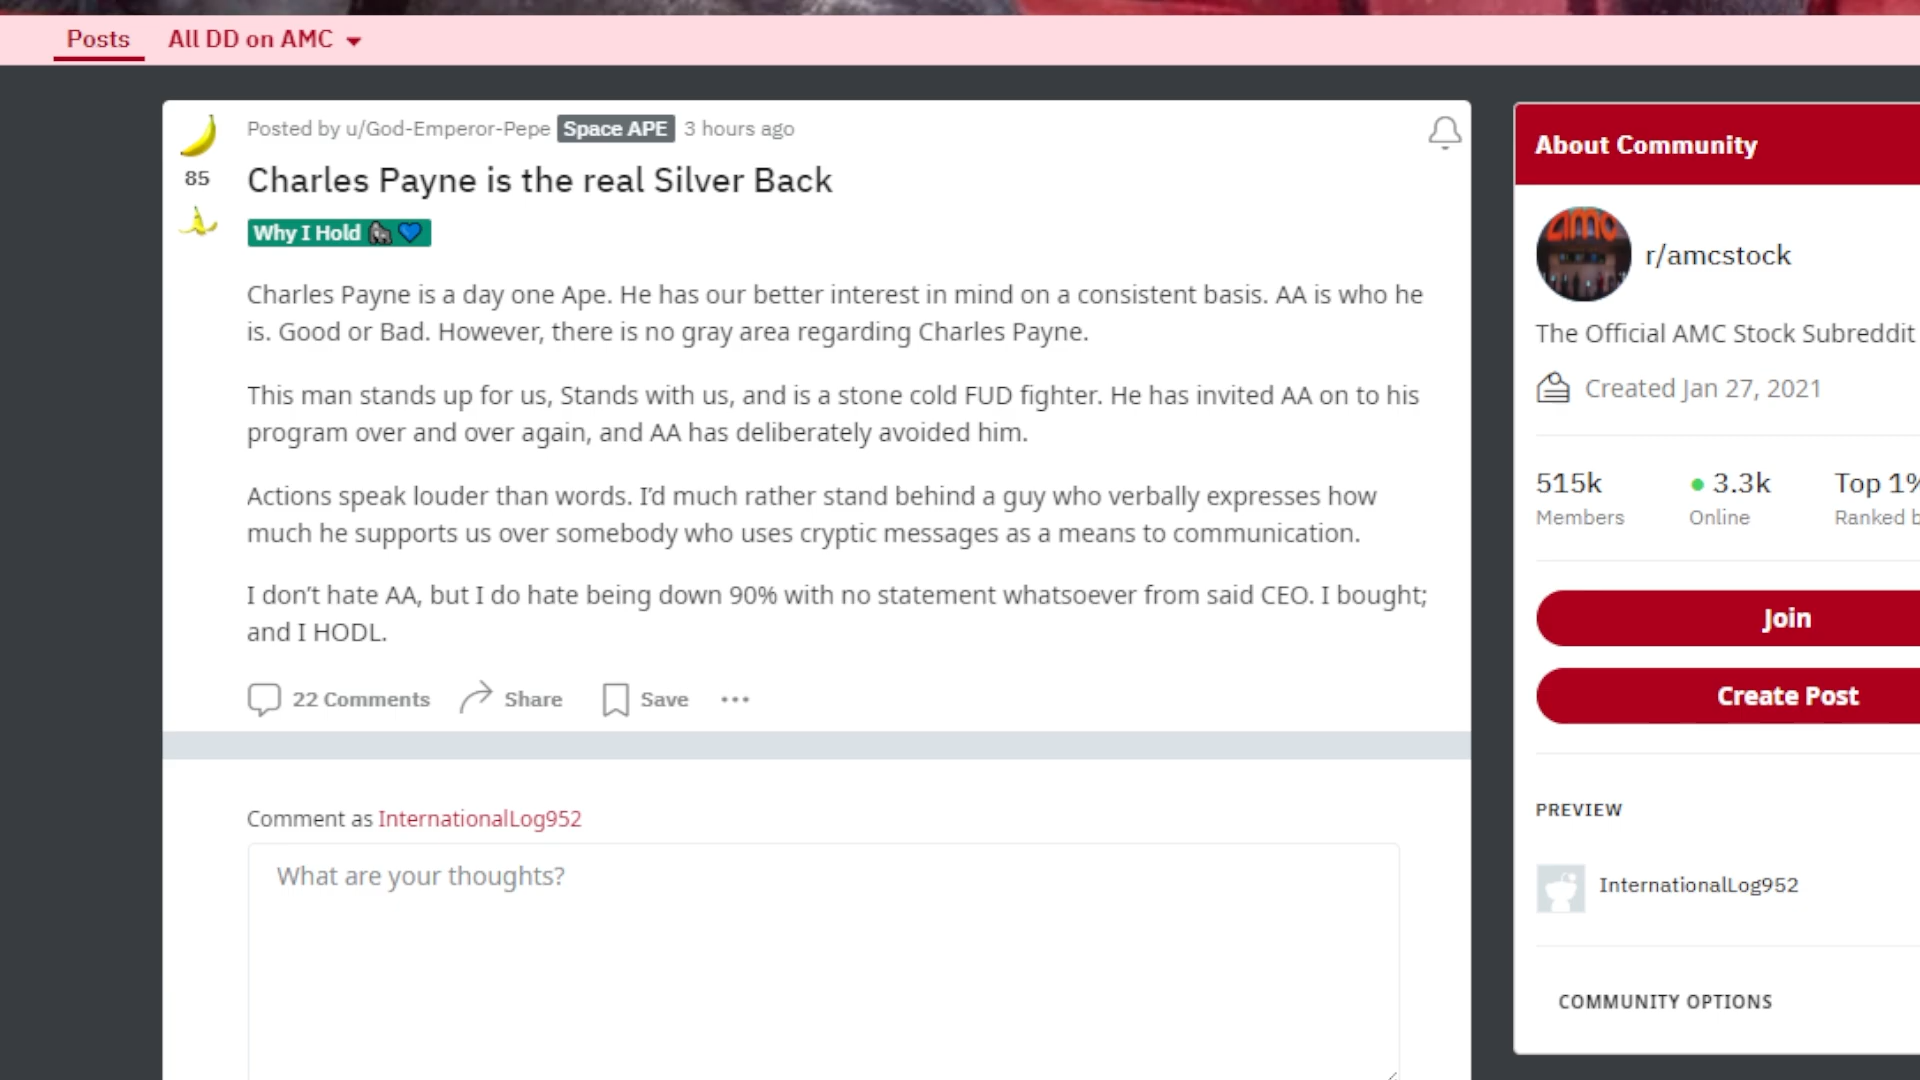 Posts All DD on AMC
Posted by u/God-Emperor-Pepe Space APE 3 hours ago
85
Charles Payne is the real Silver Back
Why I Hold 🦍💙
Charles Payne is a day one Ape. He has our better interest in mind on a consistent basis. AA is who he
is. Good or Bad. However, there is no gray area regarding Charles Payne.
This man stands up for us, Stands with us, and is a stone cold FUD fighter. He has invited AA on to his
program over and over again, and AA has deliberately avoided him.
Actions speak louder than words. I'd much rather stand behind a guy who verbally expresses how
much he supports us over somebody who uses cryptic messages as a means to communication.
I don't hate AA, but I do hate being down 90% with no statement whatsoever from said CEO. I bought;
and I HODL.
22 Comments Share Save
Comment as InternationalLog952
What are your thoughts?
About Community
amc
r/amcstock
The Official AMC Stock Subreddit
Created Jan 27, 2021
515k 3.3k Top 1%
Members Online Ranked b
Join
Create Post
PREVIEW
InternationalLog952
COMMUNITY OPTIONS